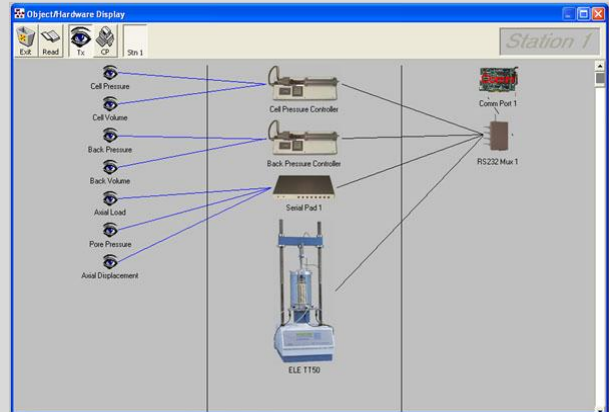 Object/Hardware Display
Exit Read Tx CP Stn 1
Station 1
Cell Pressure
Cell Volume
Back Pressure
Back Volume
Axial Load
Pore Pressure
Axial Displacement
Cell Pressure Controller
Back Pressure Controller
Serial Pad 1
ELE TT50
Comm
Comm Port 1
RS232 Mux 1